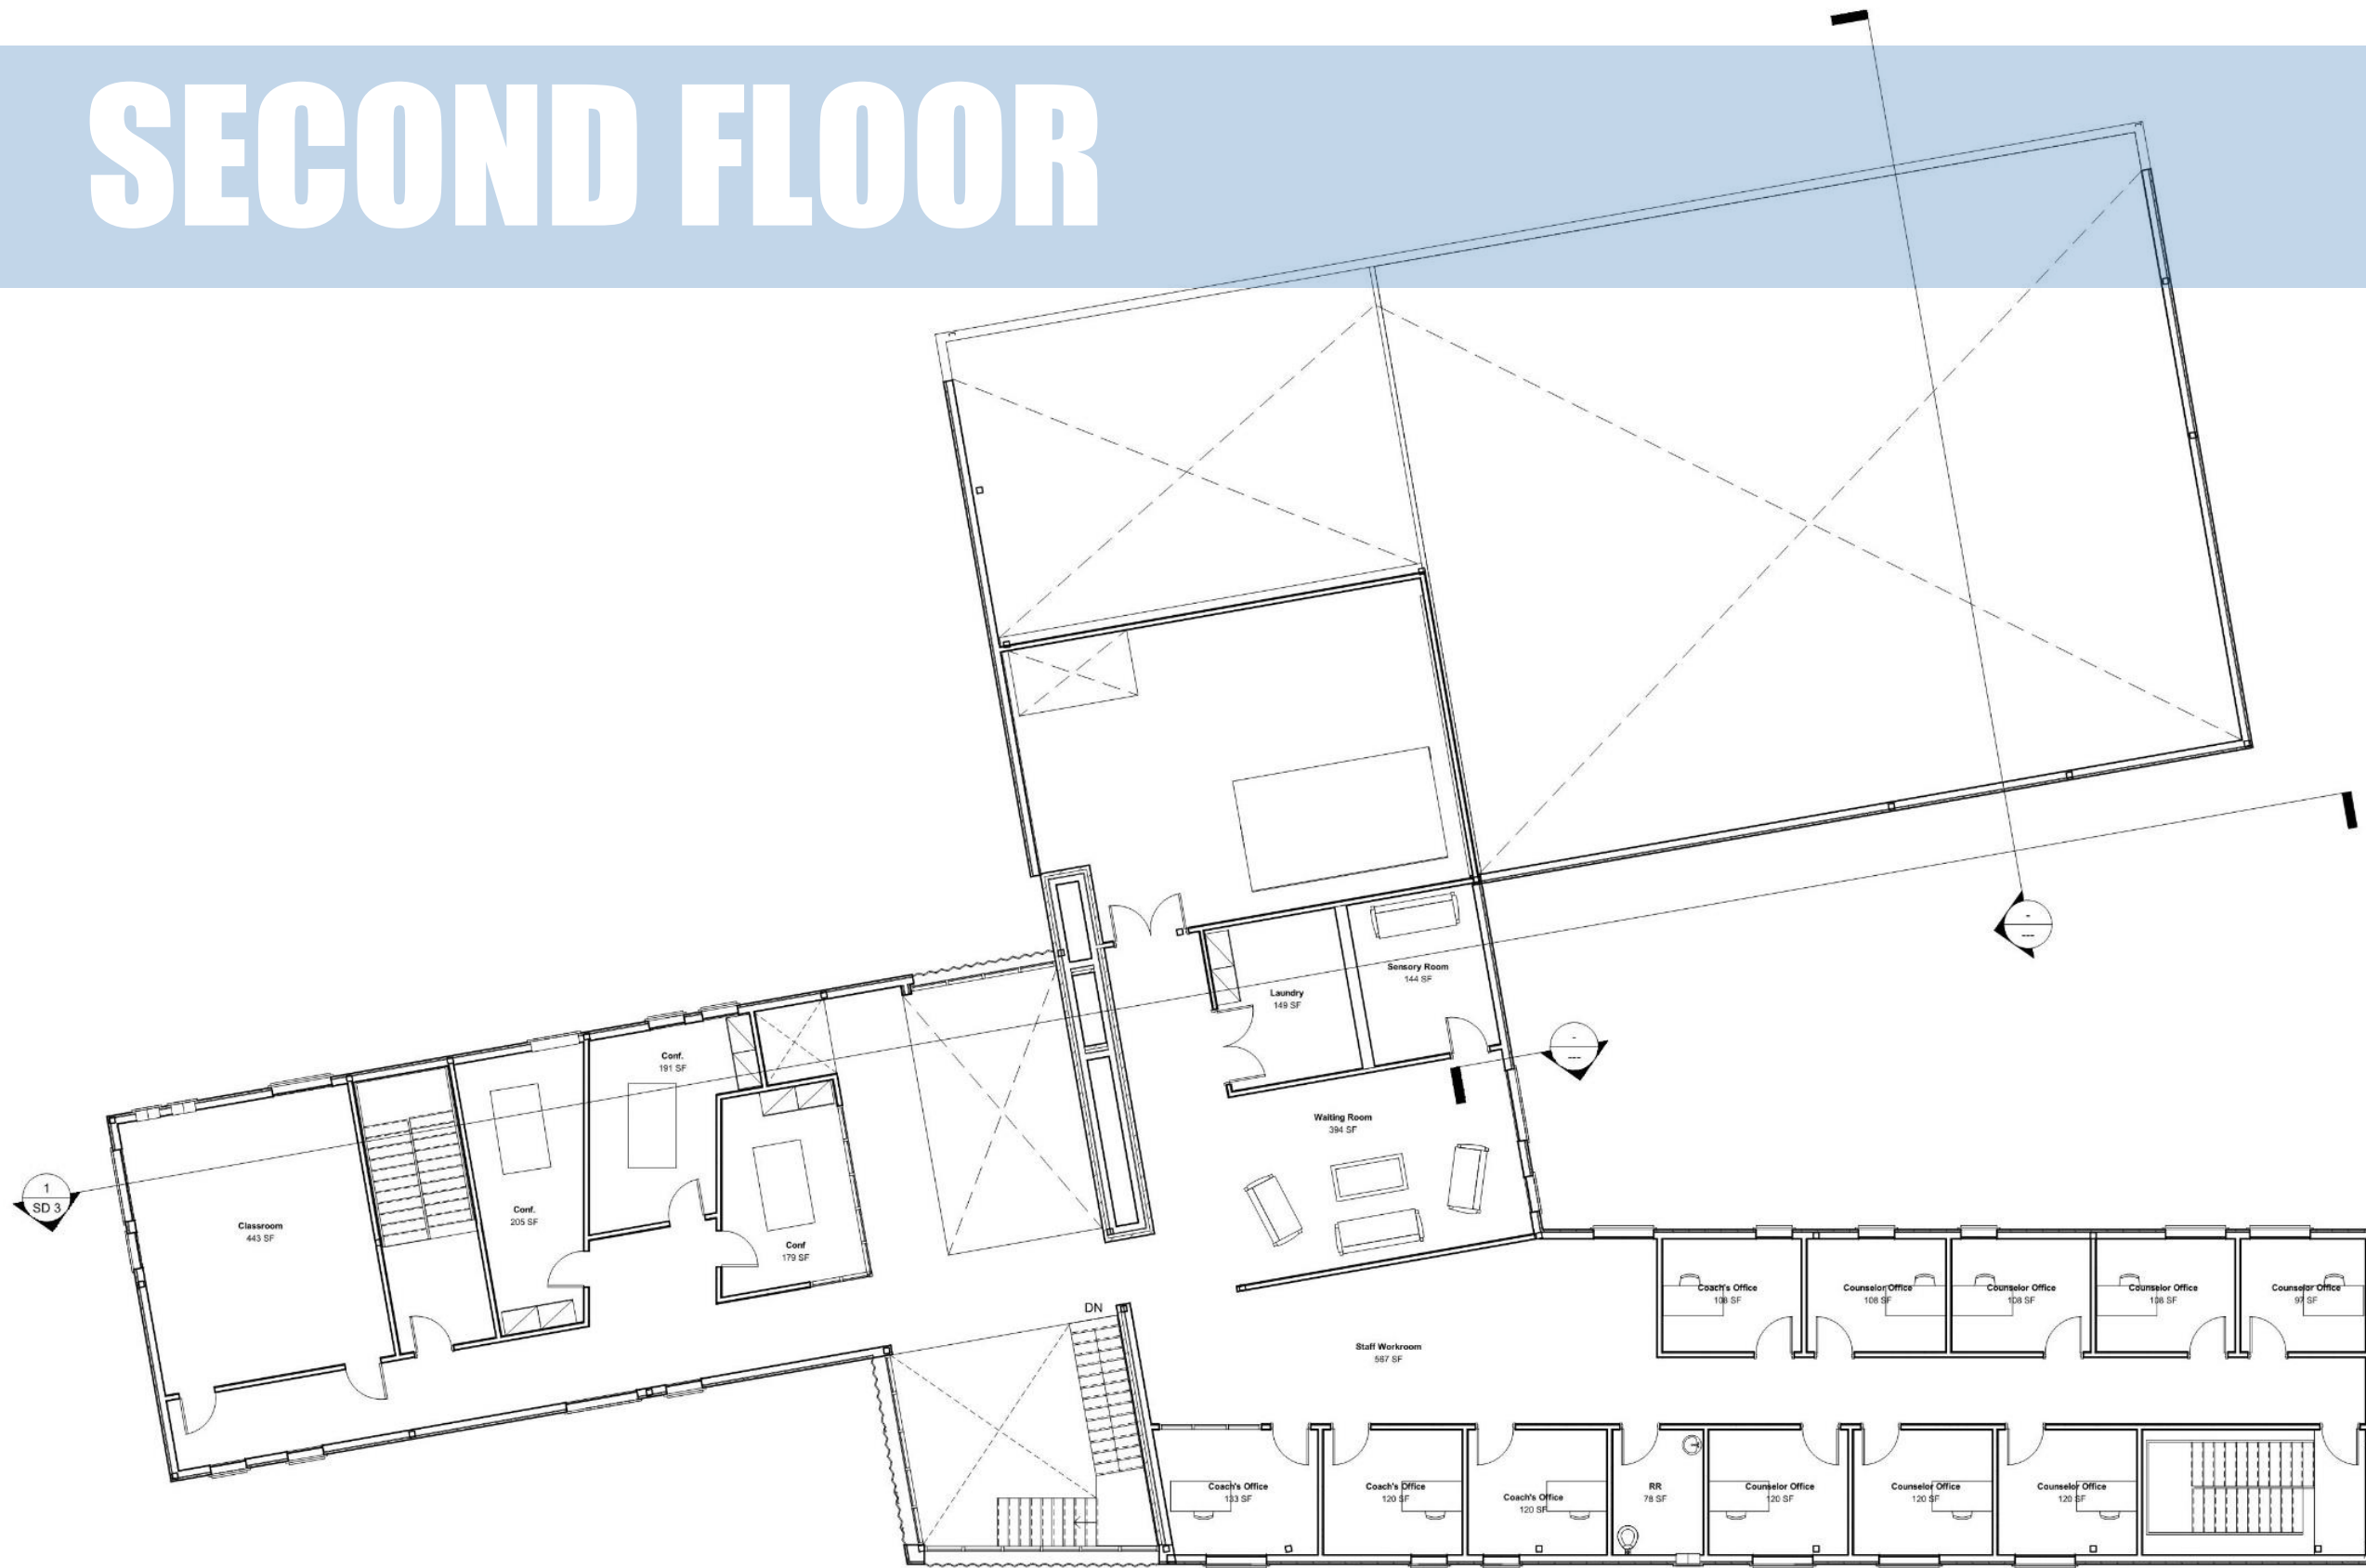 SECOND FLOOR
Sensory Room
144 SF
Laundry
149 SF
-
---
-
---
Conf.
191 SF
Waiting Room
394 SF
1
SD 3
Classroom
443 SF
Conf.
205 SF
Conf
179 SF
DN
Coach's Office
108 SF
Counselor Office
108 SF
Counselor Office
108 SF
Counselor Office
108 SF
Counselor Office
97 SF
Staff Workroom
567 SF
Coach's Office
133 SF
Coach's Office
120 SF
Coach's Office
120 SF
RR
78 SF
Counselor Office
120 SF
Counselor Office
120 SF
Counselor Office
120 SF